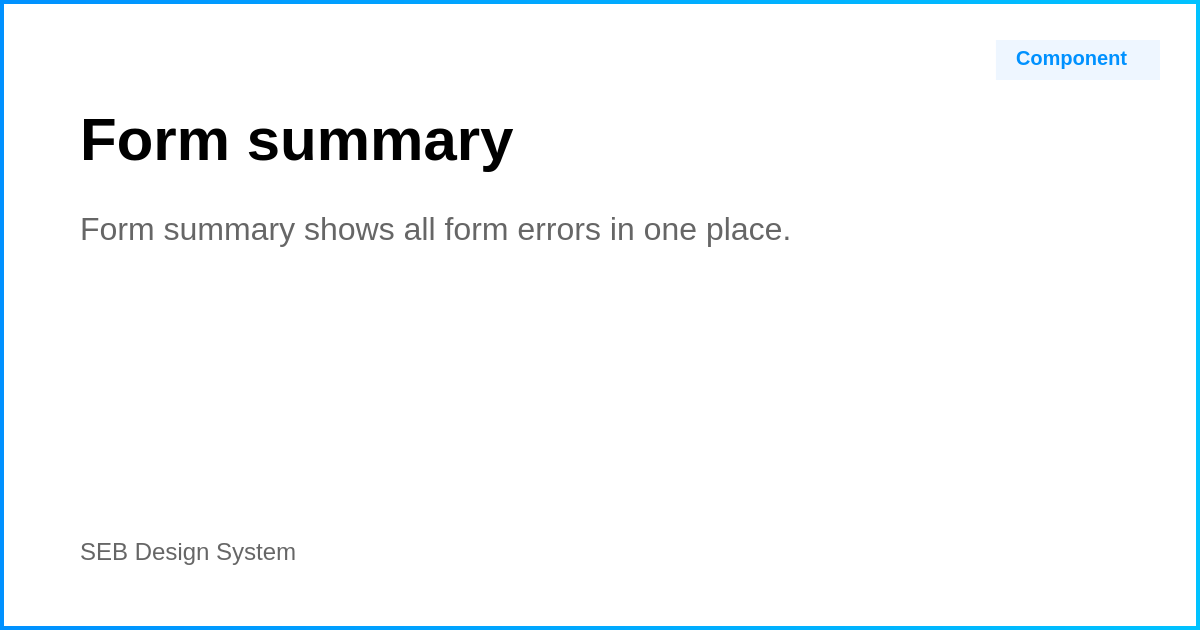 Component
Form summary
Form summary shows all form errors in one place.
SEB Design System